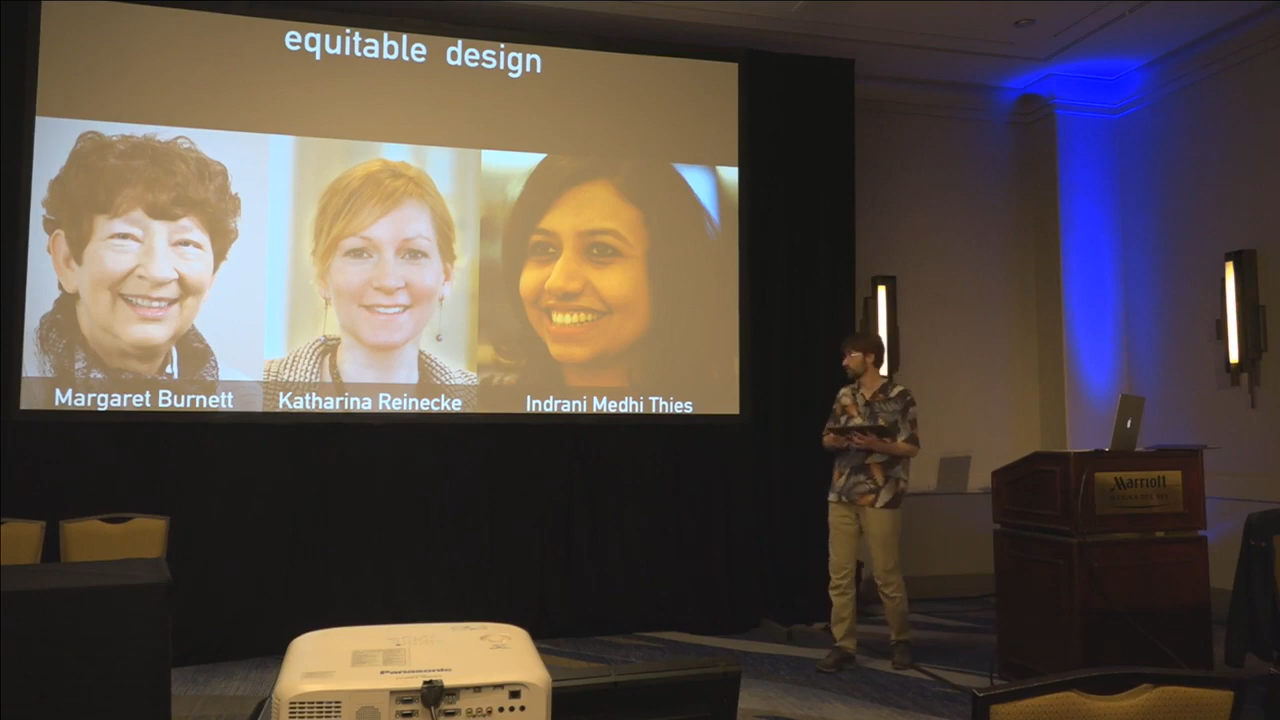 equitable design
Margaret Burnett
Katharina Reinecke
Indrani Medhi Thies
Marriott
Panasonic